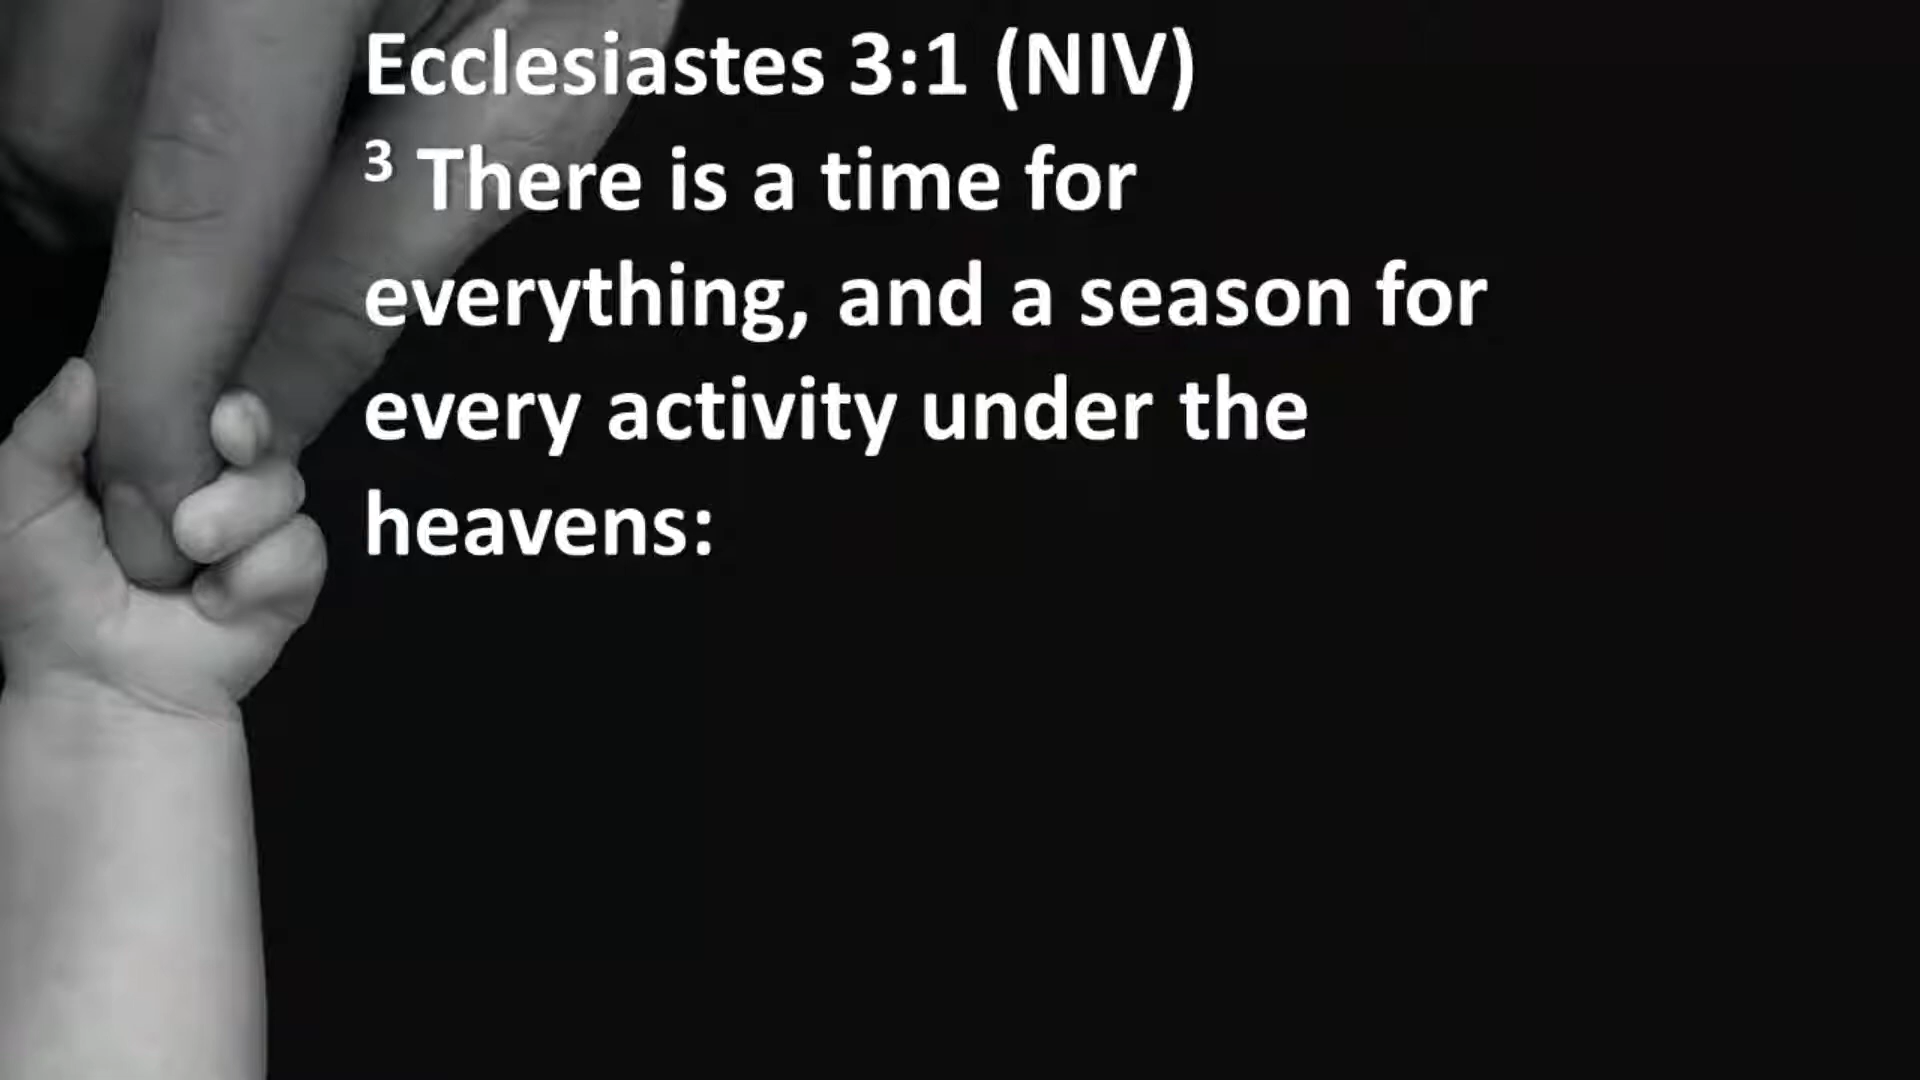 Ecclesiastes 3:1 (NIV)
3 There is a time for
everything, and a season for
every activity under the
heavens: